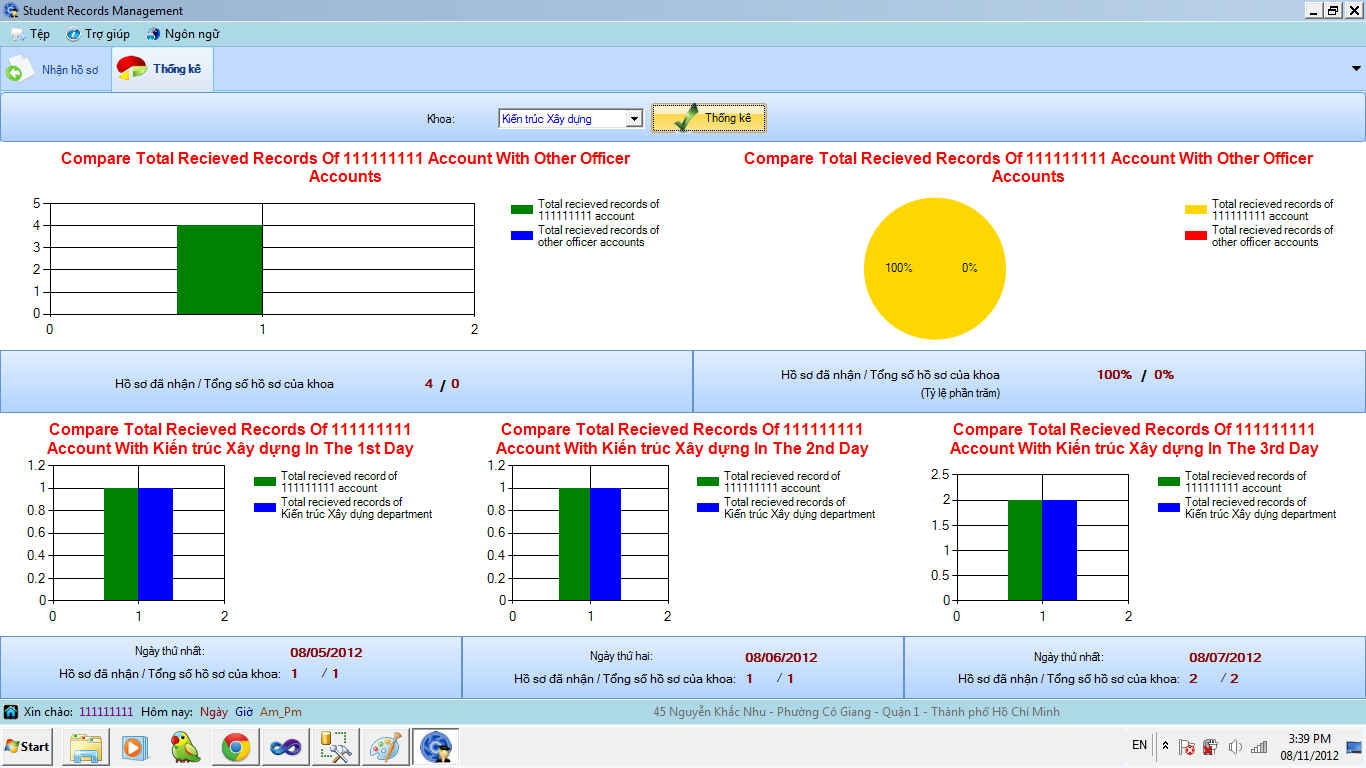 Student Records Management
Tệp Trợ giúp Ngôn ngữ
Nhận hồ sơ Thống kê
Khoa: Kiến trúc Xây dựng Thống kê
Compare Total Recieved Records Of 111111111 Account With Other Officer
Accounts
5
4
3
2
1
0
0 1 2
Total recieved records of
111111111 account
Total recieved records of
other officer accounts
Compare Total Recieved Records Of 111111111 Account With Other Officer
Accounts
100% 0%
Total recieved records of
111111111 account
Total recieved records of
other officer accounts
Hồ sơ đã nhận / Tổng số hồ sơ của khoa 4 / 0
Hồ sơ đã nhận / Tổng số hồ sơ của khoa 100% / 0%
(Tỷ lệ phần trăm)
Compare Total Recieved Records Of 111111111
Account With Kiến trúc Xây dựng In The 1st Day
1.2
1
0.8
0.6
0.4
0.2
0
0 1 2
Total recieved record of
111111111 account
Total recieved records of
Kiến trúc Xây dựng department
Compare Total Recieved Records Of 111111111
Account With Kiến trúc Xây dựng In The 2nd Day
1.2
1
0.8
0.6
0.4
0.2
0
0 1 2
Total recieved record of
111111111 account
Total recieved records of
Kiến trúc Xây dựng department
Compare Total Recieved Records Of 111111111
Account With Kiến trúc Xây dựng In The 3rd Day
2.5
2
1.5
1
0.5
0
0 1 2
Total recieved records of
111111111 account
Total recieved records of
Kiến trúc Xây dựng department
Ngày thứ nhất: 08/05/2012
Hồ sơ đã nhận / Tổng số hồ sơ của khoa: 1 / 1
Ngày thứ hai: 08/06/2012
Hồ sơ đã nhận / Tổng số hồ sơ của khoa: 1 / 1
Ngày thứ nhất: 08/07/2012
Hồ sơ đã nhận / Tổng số hồ sơ của khoa: 2 / 2
Xin chào: 111111111 Hôm nay: Ngày Giờ Am_Pm 45 Nguyễn Khắc Nhu - Phường Cô Giang - Quận 1 - Thành phố Hồ Chí Minh
Start EN 3:39 PM
08/11/2012